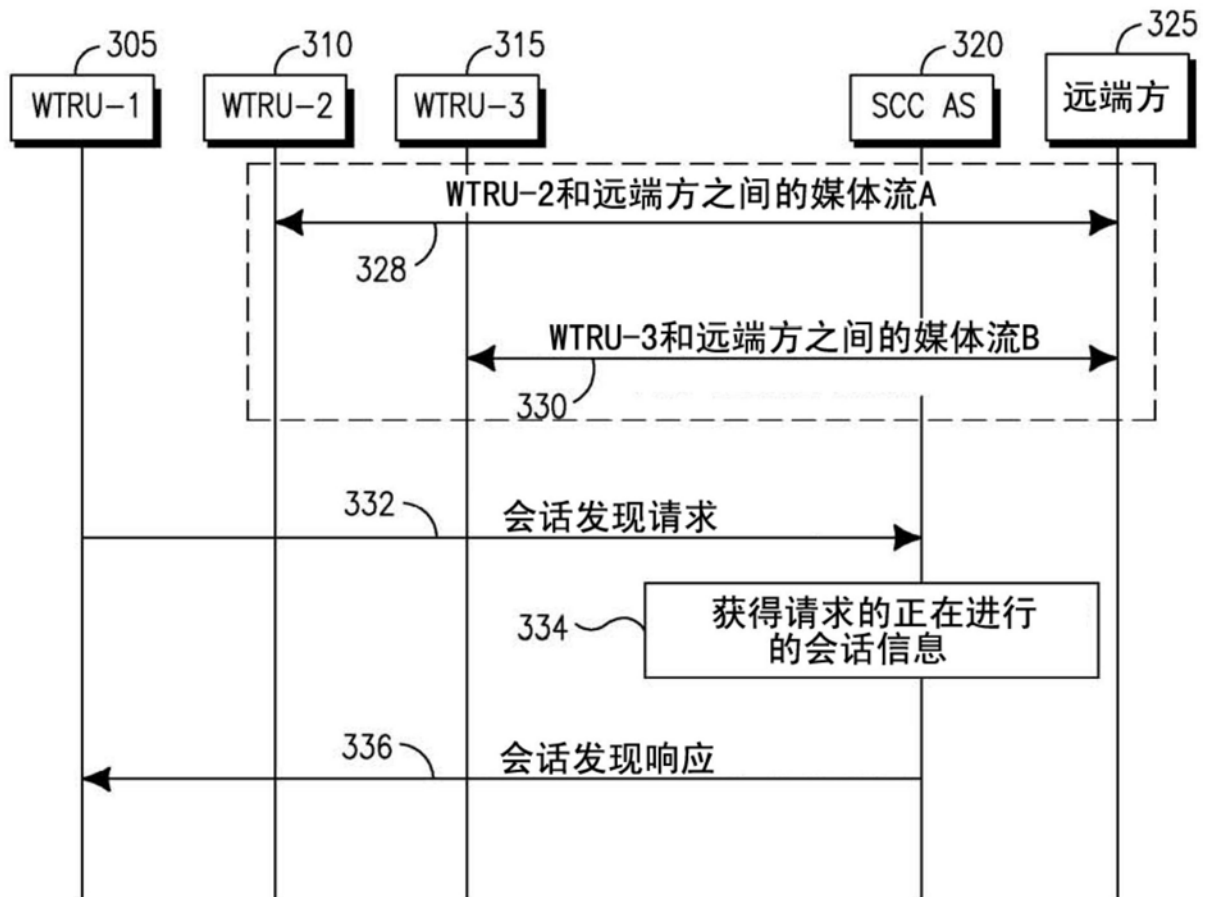 305
310
315
320
325
WTRU-1
WTRU-2
WTRU-3
SCC AS
远端方
WTRU-2和远端方之间的媒体流A
328
WTRU-3和远端方之间的媒体流B
330
332
会话发现请求
334
获得请求的正在进行
的会话信息
336
会话发现响应